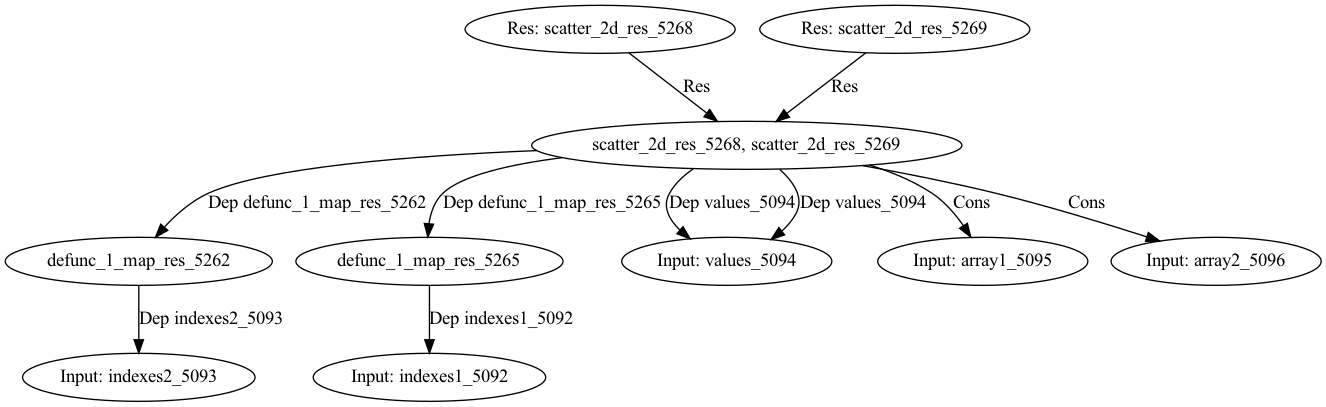 Res: scatter_2d_res_5268
Res: scatter_2d_res_5269
Res
Res
scatter_2d_res_5268, scatter_2d_res_5269
Dep defunc_1_map_res_5262
Dep defunc_1_map_res_5265
Dep values_5094
Dep values_5094
Cons
Cons
defunc_1_map_res_5262
defunc_1_map_res_5265
Input: values_5094
Input: array1_5095
Input: array2_5096
Dep indexes2_5093
Dep indexes1_5092
Input: indexes2_5093
Input: indexes1_5092